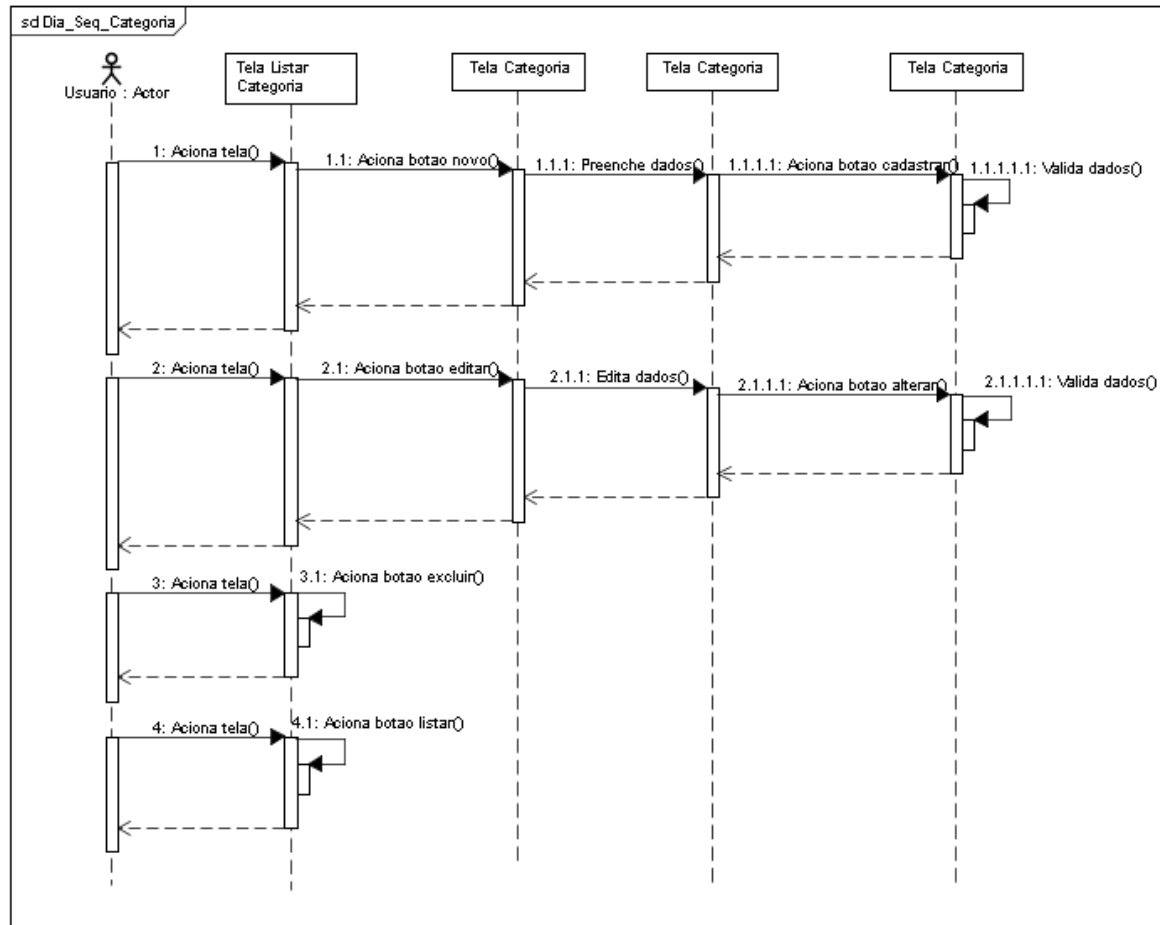 sd Dia_Seq_Categoria
Usuario : Actor
Tela Listar
Categoria
Tela Categoria
Tela Categoria
Tela Categoria
1: Aciona tela()
1.1: Aciona botao novo()
1.1.1: Preenche dados()
1.1.1.1: Aciona botao cadastrar()
1.1.1.1.1: Valida dados()
2: Aciona tela()
2.1: Aciona botao editar()
2.1.1: Edita dados()
2.1.1.1: Aciona botao alterar()
2.1.1.1.1: Valida dados()
3: Aciona tela()
3.1: Aciona botao excluir()
4: Aciona tela()
4.1: Aciona botao listar()